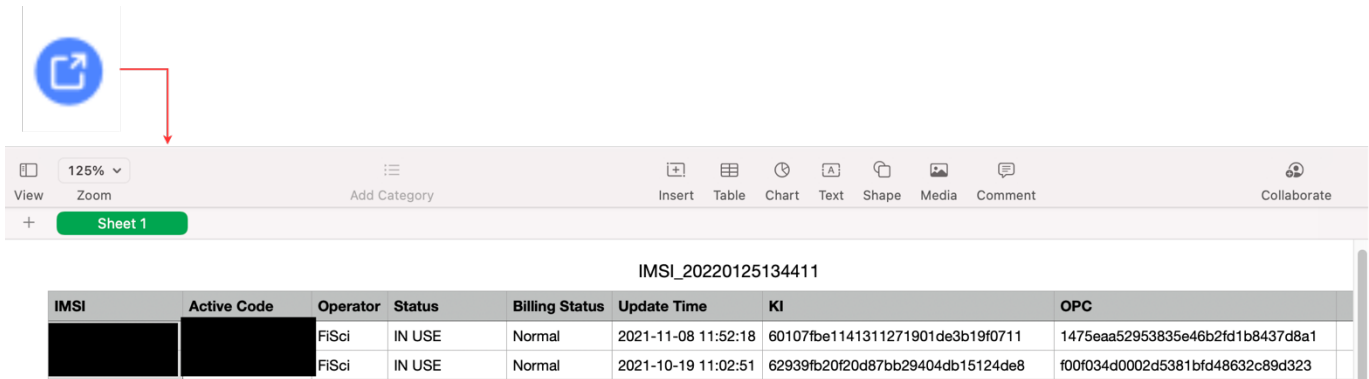 125%
View Zoom Add Category Insert Table Chart Text Shape Media Comment Collaborate
+ Sheet 1
IMSI_20220125134411
IMSI Active Code Operator Status Billing Status Update Time KI OPC
FiSci IN USE Normal 2021-11-08 11:52:18 60107fbe1141311271901de3b19f0711 1475eaa52953835e46b2fd1b8437d8a1
FiSci IN USE Normal 2021-10-19 11:02:51 62939fb20f20d87bb29404db15124de8 f00f034d0002d5381bfd48632c89d323